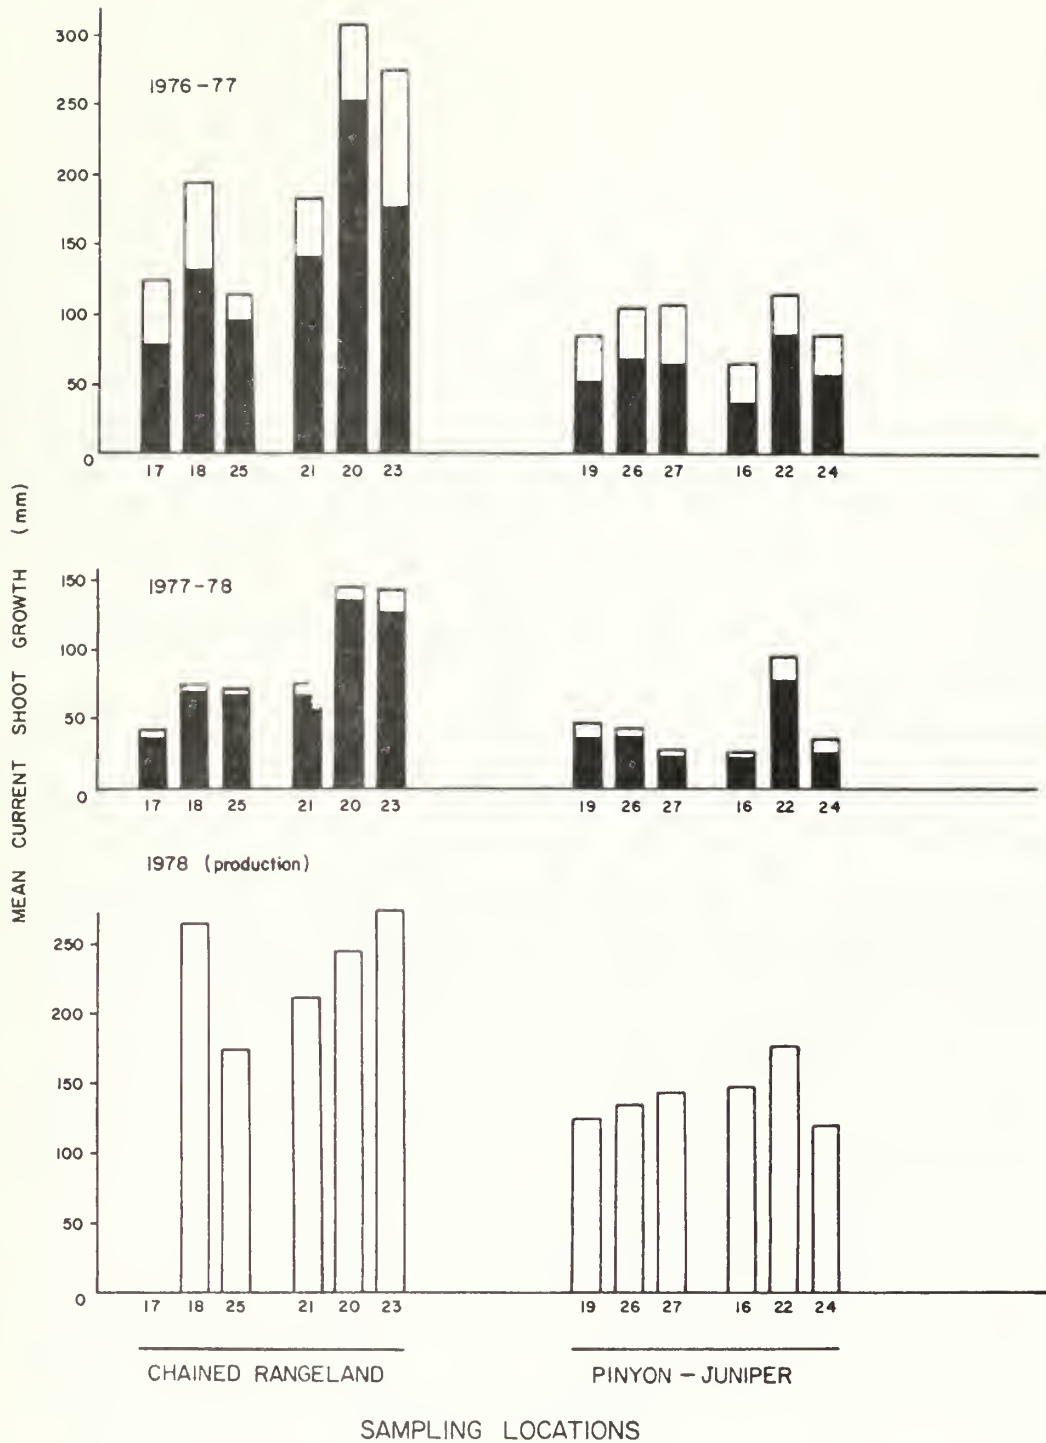 MEAN CURRENT SHOOT GROWTH (mm)
1976-77
300
250
200
150
100
50
0
17 18 25 21 20 23 19 26 27 16 22 24
1977-78
150
100
50
0
17 18 25 21 20 23 19 26 27 16 22 24
1978 (production)
250
200
150
100
50
0
17 18 25 21 20 23 19 26 27 16 22 24
CHAINED RANGELAND PINYON - JUNIPER
SAMPLING LOCATIONS